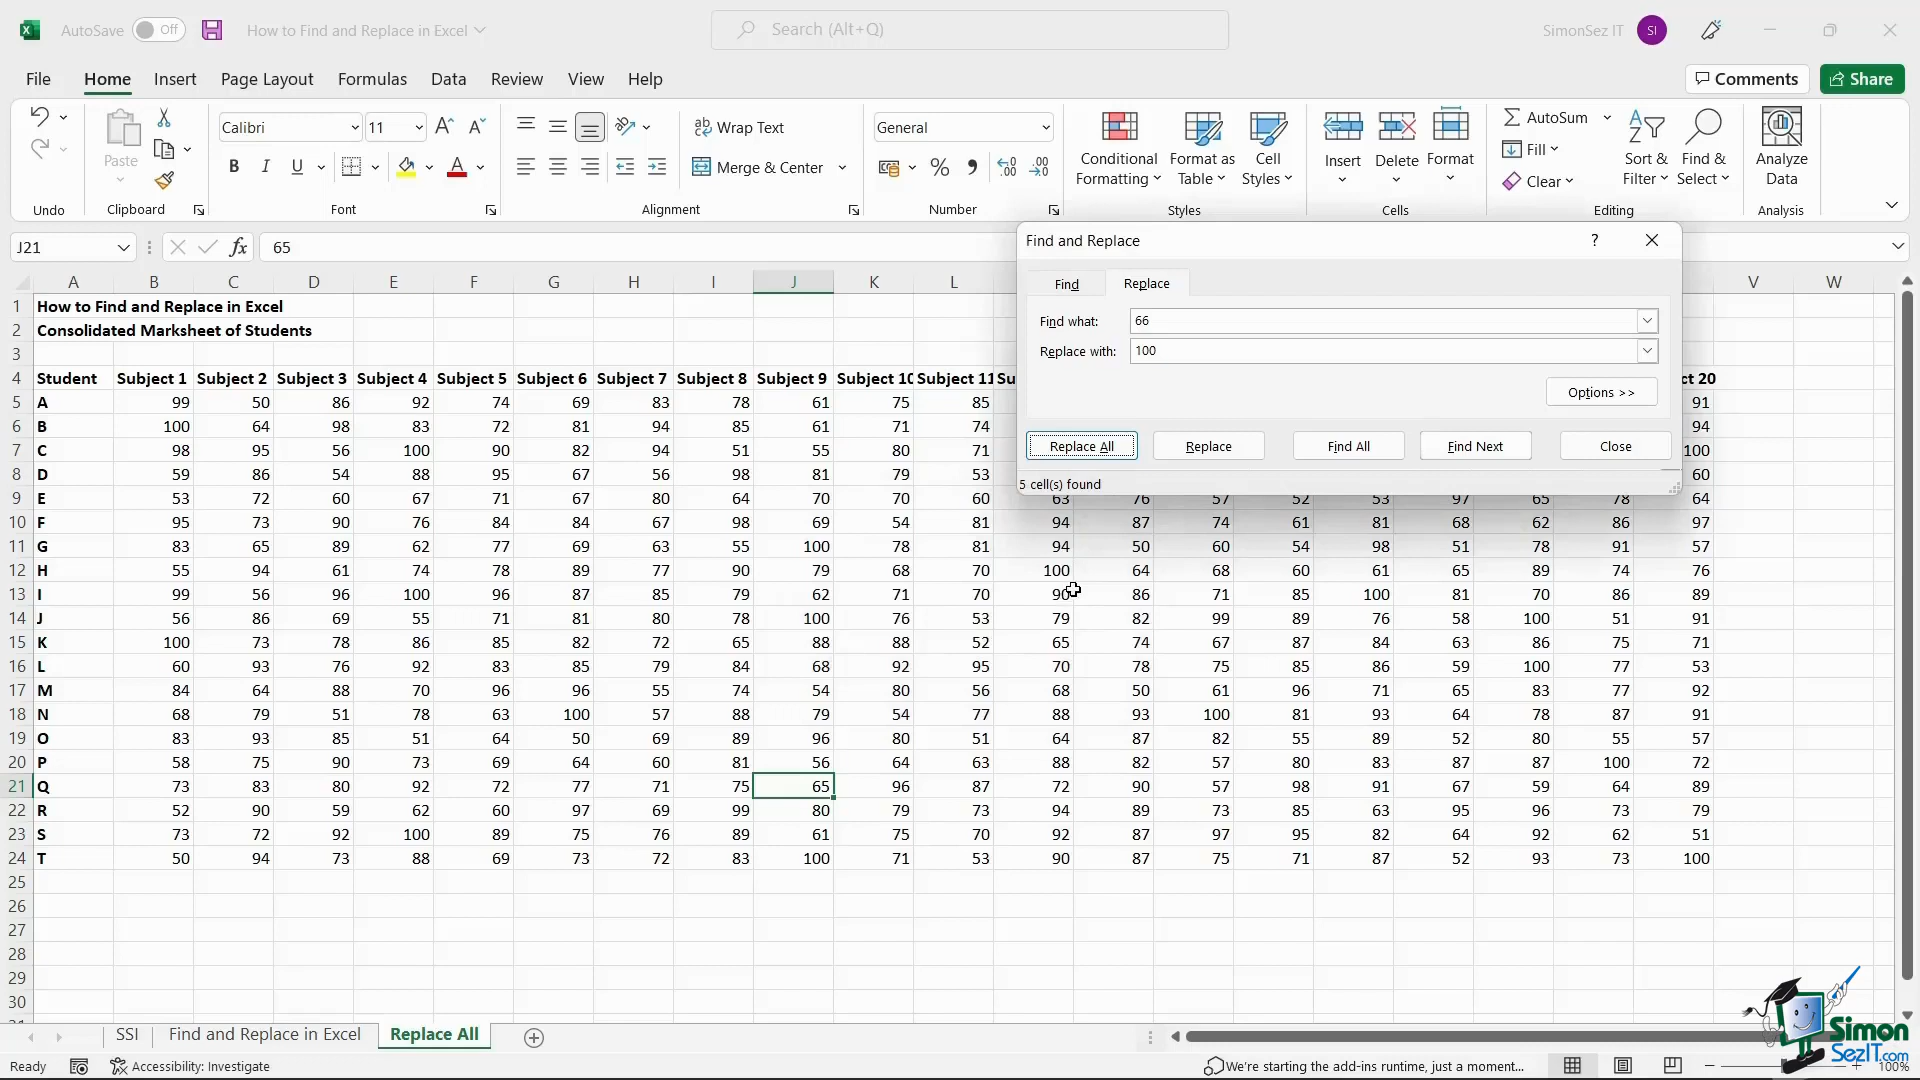 AutoSave Off How to Find and Replace in Excel Search (Alt+Q) SimonSez IT SI
File Home Insert Page Layout Formulas Data Review View Help Comments Share
Calibri 11 Wrap Text General AutoSum
Paste B I U Merge & Center % Conditional Formatting Format as Table Cell Styles Insert Delete Format Fill Clear Sort & Filter Find & Select Analyze Data
Undo Clipboard Font Alignment Number Styles Cells Editing Analysis
J21 fx 65
Find and Replace ?
Find Replace
Find what: 66
Replace with: 100
Options >>
Replace All Replace Find All Find Next Close
5 cell(s) found
A B C D E F G H I J K L V W
1 How to Find and Replace in Excel
2 Consolidated Marksheet of Students
3
4 Student Subject 1 Subject 2 Subject 3 Subject 4 Subject 5 Subject 6 Subject 7 Subject 8 Subject 9 Subject 10 Subject 11 Su ct 20
5 A 99 50 86 92 74 69 83 78 61 75 85 91
6 B 100 64 98 83 72 81 94 85 61 71 74 94
7 C 98 95 56 100 90 82 94 51 55 80 71 100
8 D 59 86 54 88 95 67 56 98 81 79 53 60
9 E 53 72 60 67 71 67 80 64 70 70 60 63 76 57 52 53 97 65 78 64
10 F 95 73 90 76 84 84 67 98 69 54 81 94 87 74 61 81 68 62 86 97
11 G 83 65 89 62 77 69 63 55 100 78 81 94 50 60 54 98 51 78 91 57
12 H 55 94 61 74 78 89 77 90 79 68 70 100 64 68 60 61 65 89 74 76
13 I 99 56 96 100 96 87 85 79 62 71 70 90 86 71 85 100 81 70 86 89
14 J 56 86 69 55 71 81 80 78 100 76 53 79 82 99 89 76 58 100 51 91
15 K 100 73 78 86 85 82 72 65 88 88 52 65 74 67 87 84 63 86 75 71
16 L 60 93 76 92 83 85 79 84 68 92 95 70 78 75 85 86 59 100 77 53
17 M 84 64 88 70 96 96 55 74 54 80 56 68 50 61 96 71 65 83 77 92
18 N 68 79 51 78 63 100 57 88 79 54 77 88 93 100 81 93 64 78 87 91
19 O 83 93 85 51 64 50 69 89 96 80 51 64 87 82 55 89 52 80 55 57
20 P 58 75 90 73 69 64 60 81 56 64 63 88 82 57 80 83 87 87 100 72
21 Q 73 83 80 92 72 77 71 75 65 96 87 72 90 57 98 91 67 59 64 89
22 R 52 90 59 62 60 97 69 99 80 79 73 94 89 73 85 63 95 96 73 79
23 S 73 72 92 100 89 75 76 89 61 75 70 92 87 97 95 82 64 92 62 51
24 T 50 94 73 88 69 73 72 83 100 71 53 90 87 75 71 87 52 93 73 100
25
26
27
28
29
30
SSI Find and Replace in Excel Replace All
Simon SezIT.com
Ready Accessibility: Investigate We're starting the add-ins runtime, just a moment... 100%